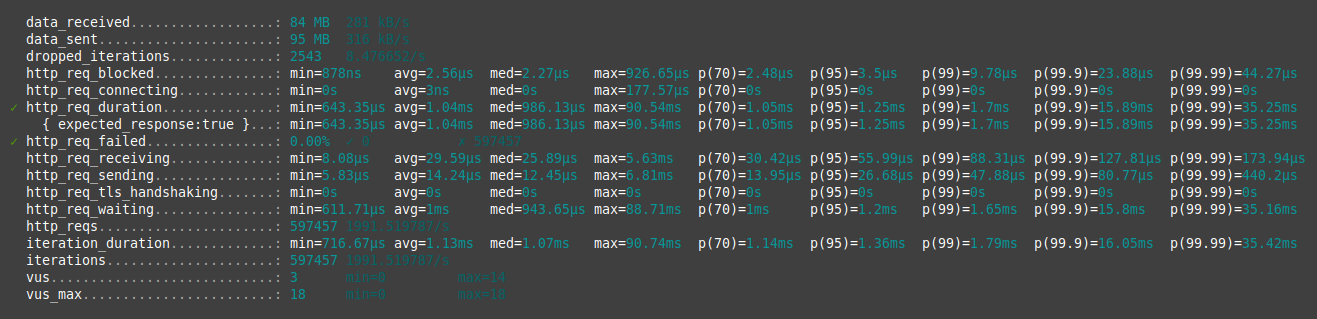 data_received..................: 84 MB 281 kB/s
data_sent......................: 95 MB 316 kB/s
dropped_iterations.............: 2543 8.476652/s
http_req_blocked...............: min=878ns avg=2.56µs med=2.27µs max=926.65µs p(70)=2.48µs p(95)=3.5µs p(99)=9.78µs p(99.9)=23.88µs p(99.99)=44.27µs
http_req_connecting............: min=0s avg=3ns med=0s max=177.57µs p(70)=0s p(95)=0s p(99)=0s p(99.9)=0s p(99.99)=0s
✓ http_req_duration..............: min=643.35µs avg=1.04ms med=986.13µs max=90.54ms p(70)=1.05ms p(95)=1.25ms p(99)=1.7ms p(99.9)=15.89ms p(99.99)=35.25ms
{ expected_response:true }...: min=643.35µs avg=1.04ms med=986.13µs max=90.54ms p(70)=1.05ms p(95)=1.25ms p(99)=1.7ms p(99.9)=15.89ms p(99.99)=35.25ms
✓ http_req_failed................: 0.00% ✓ 0 ✗ 597457
http_req_receiving.............: min=8.08µs avg=29.59µs med=25.89µs max=5.63ms p(70)=30.42µs p(95)=55.99µs p(99)=88.31µs p(99.9)=127.81µs p(99.99)=173.94µs
http_req_sending...............: min=5.83µs avg=14.24µs med=12.45µs max=6.81ms p(70)=13.95µs p(95)=26.68µs p(99)=47.88µs p(99.9)=80.77µs p(99.99)=440.2µs
http_req_tls_handshaking.......: min=0s avg=0s med=0s max=0s p(70)=0s p(95)=0s p(99)=0s p(99.9)=0s p(99.99)=0s
http_req_waiting...............: min=611.71µs avg=1ms med=943.65µs max=88.71ms p(70)=1ms p(95)=1.2ms p(99)=1.65ms p(99.9)=15.8ms p(99.99)=35.16ms
http_reqs......................: 597457 1991.519787/s
iteration_duration.............: min=716.67µs avg=1.13ms med=1.07ms max=90.74ms p(70)=1.14ms p(95)=1.36ms p(99)=1.79ms p(99.9)=16.05ms p(99.99)=35.42ms
iterations.....................: 597457 1991.519787/s
vus............................: 3 min=0 max=14
vus_max........................: 18 min=0 max=18